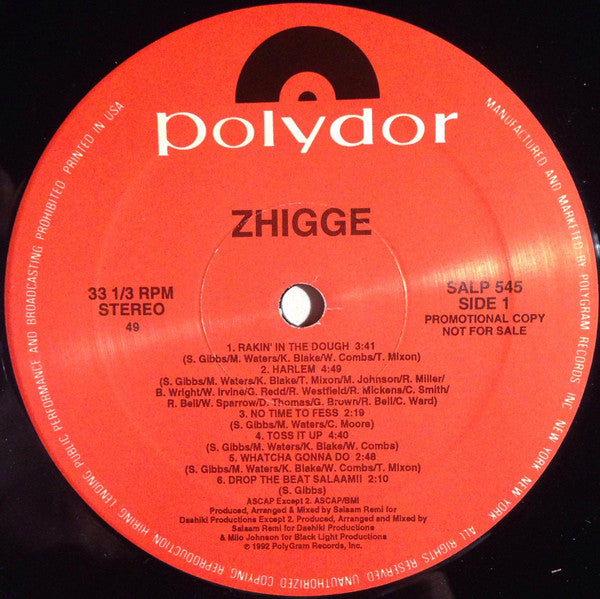 polydor
ZHIGGE
33 1/3 RPM
STEREO
49
SALP 545
SIDE 1
PROMOTIONAL COPY
NOT FOR SALE
1. RAKIN' IN THE DOUGH 3:41
(S. Gibbs/M. Waters/K. Blake/W. Combs/T. Mixon)
2. HARLEM 4:49
(S. Gibbs/M. Waters/K. Blake/T. Mixon/M. Johnson/R. Miller/
B. Wright/W. Irvine/G. Redd/R. Westfield/R. Mickens/C. Smith/
R. Bell/W. Sparrow/D. Thomas/G. Brown/R. Bell/C. Ward)
3. NO TIME TO FESS 2:19
(S. Gibbs/M. Waters/C. Moore)
4. TOSS IT UP 4:40
(S. Gibbs/M. Waters/K. Blake/W. Combs)
5. WHATCHA GONNA DO 2:48
(S. Gibbs/M. Waters/K. Blake/W. Combs/T. Mixon)
6. DROP THE BEAT SALAAM!! 2:10
(S. Gibbs)
ASCAP Except 2. ASCAP/BMI
Produced, Arranged & Mixed by Salaam Remi for
Dashiki Productions Except 2. Produced, Arranged and Mixed by
Salaam Remi for Dashiki Productions
& Milo Johnson for Black Light Productions
© 1992 PolyGram Records, Inc.
MANUFACTURED AND MARKETED BY POLYGRAM RECORDS INC. NEW YORK, NEW YORK
ALL RIGHTS RESERVED. UNAUTHORIZED COPYING REPRODUCTION HIRING LENDING PUBLIC PERFORMANCE AND BROADCASTING PROHIBITED. PRINTED IN USA